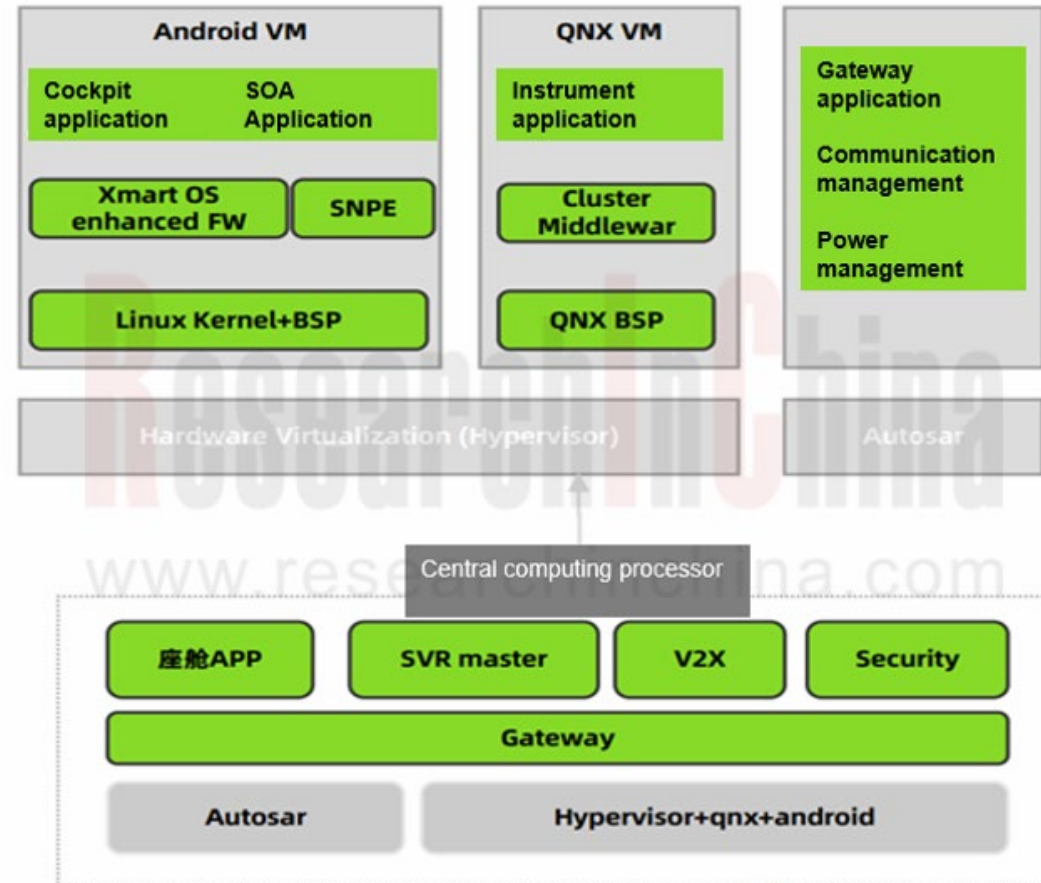 Android VM
Cockpit application
SOA Application
Xmart OS enhanced FW
SNPE
Linux Kernel+BSP
QNX VM
Instrument application
Cluster Middlewar
QNX BSP
Gateway application
Communication management
Power management
Hardware Virtualization (Hypervisor)
Autosar
ResearchInChina
www.researchinchina.com
Central computing processor
座舱APP
SVR master
V2X
Security
Gateway
Autosar
Hypervisor+qnx+android